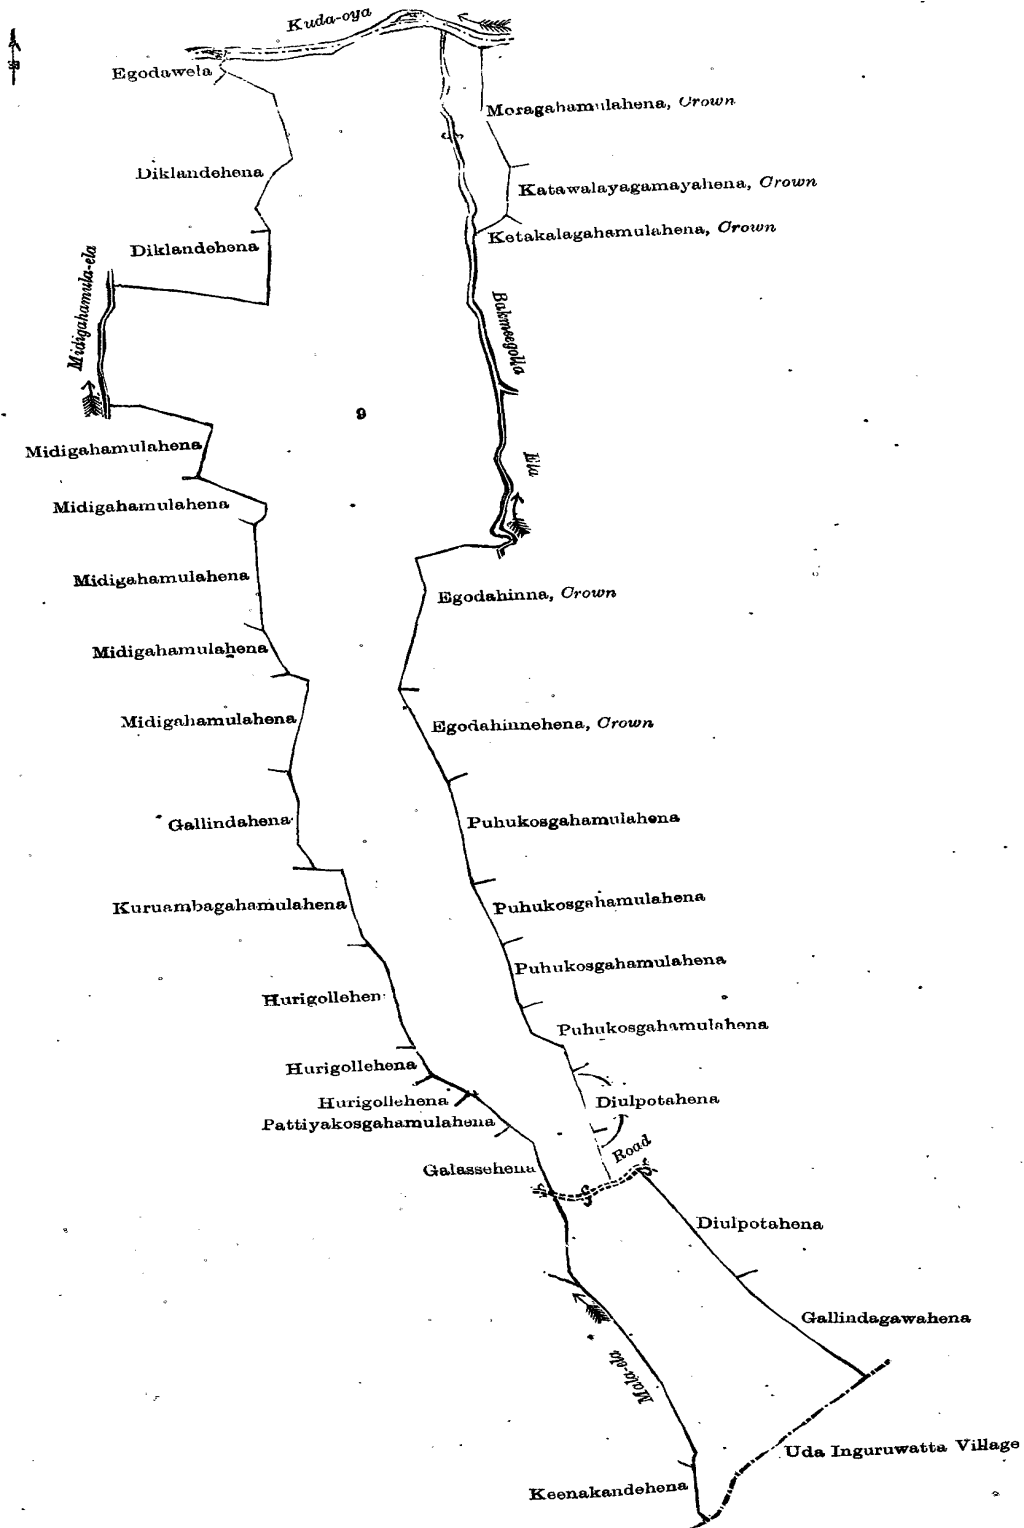 Kuda-oya
Egodawela
Moragahamulahena, Crown
Diklandehena
Katawalayagamayahena, Crown
Ketakalagahamulahena, Crown
Diklandehena
Midigahamula-ela
Bakmeegolla
Ela
9
Midigahamulahena
Midigahamulahena
Midigahamulahena
Egodahinna, Crown
Midigahamulahena
Midigahamulahena
Egodahinnehena, Crown
Gallindahena
Puhukosgahamulahena
Kuruambagahamulahena
Puhukosgahamulahena
Puhukosgahamulahena
Hurigollehen
Puhukosgahamulahena
Hurigollehena
Hurigollehena
Diulpotahena
Pattiyakosgahamulahena
Road
Galassehena
Diulpotahena
Gallindagawahena
Mala-ela
Uda Inguruwatta Village
Keenakandehena